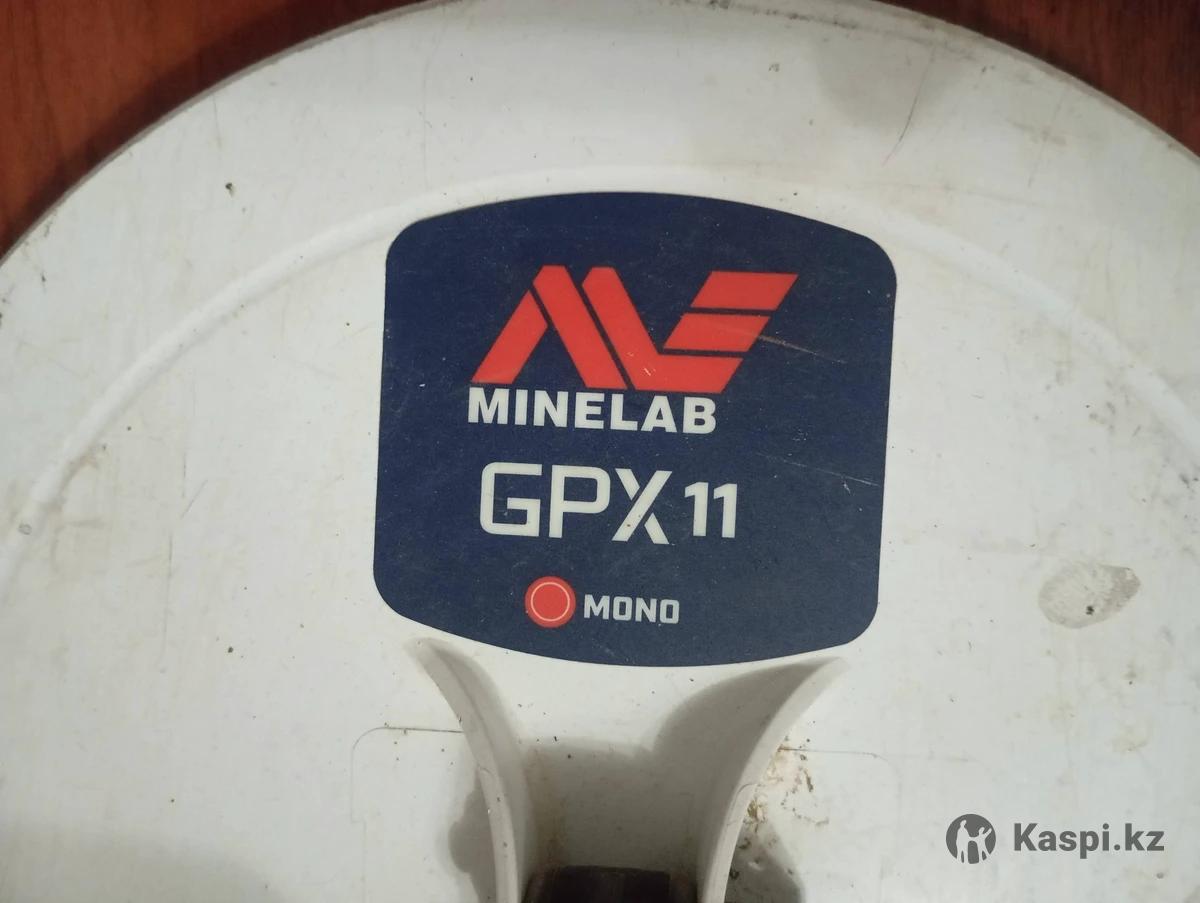 MINELAB
GPX 11
MONO
Kaspi.kz